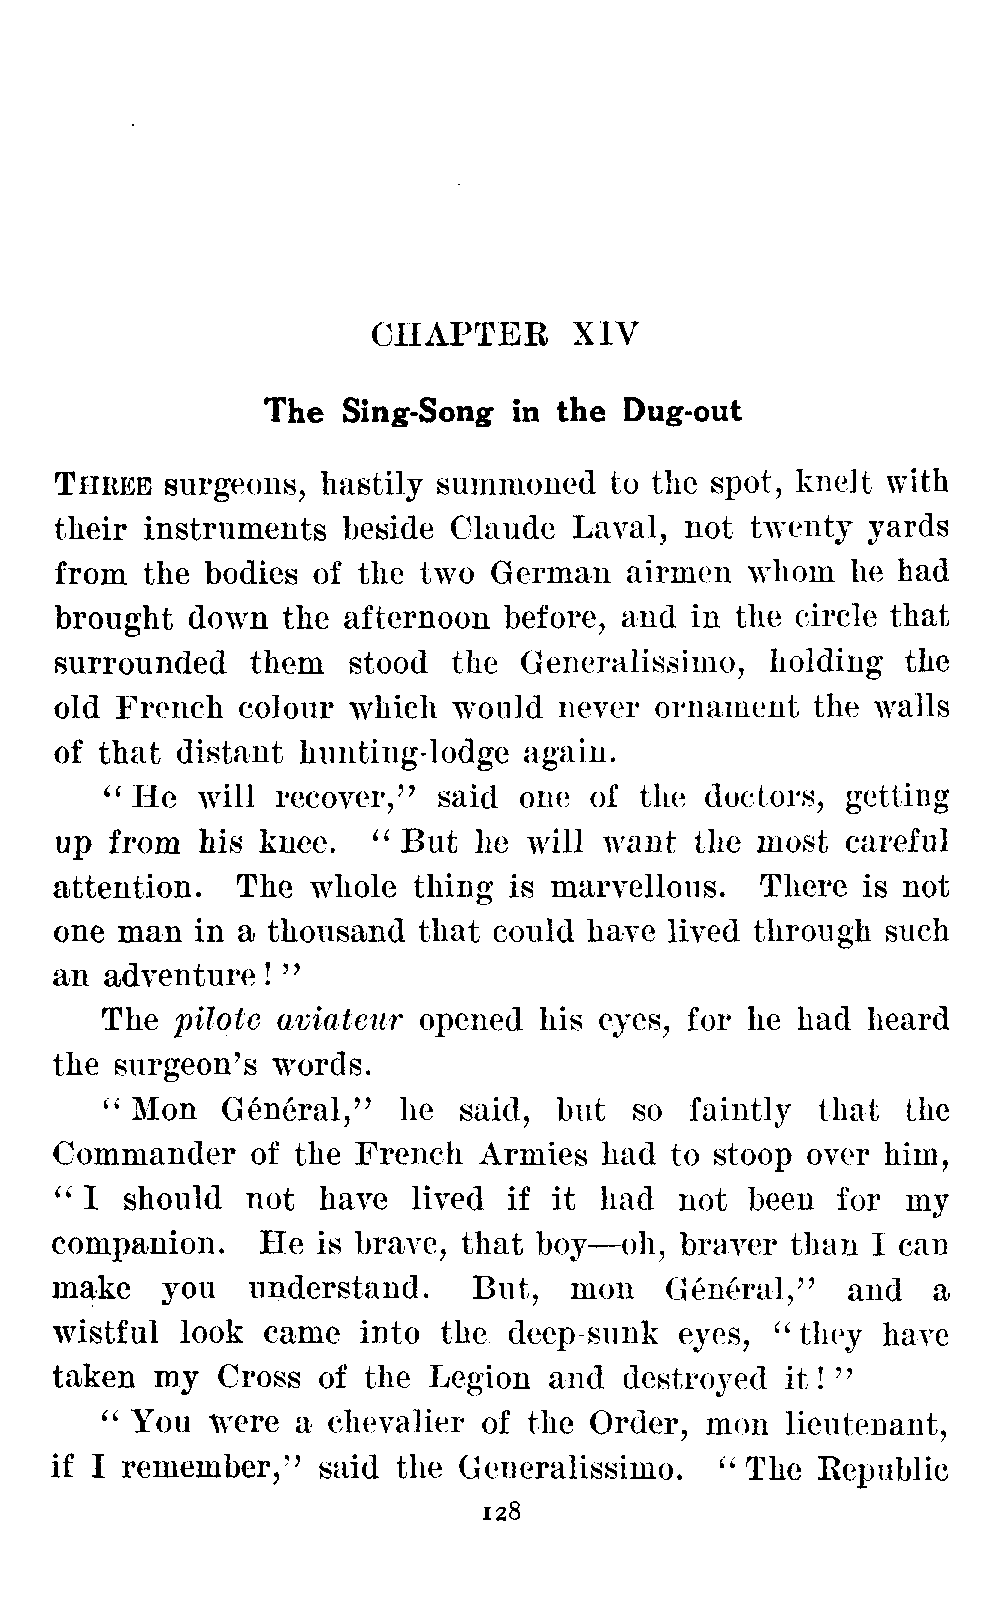 CHAPTER XIV
The Sing-Song in the Dug-out
THREE surgeons, hastily summoned to the spot, knelt with
their instruments beside Claude Laval, not twenty yards
from the bodies of the two German airmen whom he had
brought down the afternoon before, and in the circle that
surrounded them stood the Generalissimo, holding the
old French colour which would never ornament the walls
of that distant hunting-lodge again.
“ He will recover,” said one of the doctors, getting
up from his knee. “ But he will want the most careful
attention. The whole thing is marvellous. There is not
one man in a thousand that could have lived through such
an adventure ! ”
The pilote aviateur opened his eyes, for he had heard
the surgeon’s words.
“ Mon Général,” he said, but so faintly that the
Commander of the French Armies had to stoop over him,
“ I should not have lived if it had not been for my
companion. He is brave, that boy—oh, braver than I can
make you understand. But, mon Général,” and a
wistful look came into the deep-sunk eyes, “ they have
taken my Cross of the Legion and destroyed it ! ”
“ You were a chevalier of the Order, mon lieutenant,
if I remember,” said the Generalissimo. “ The Republic
128